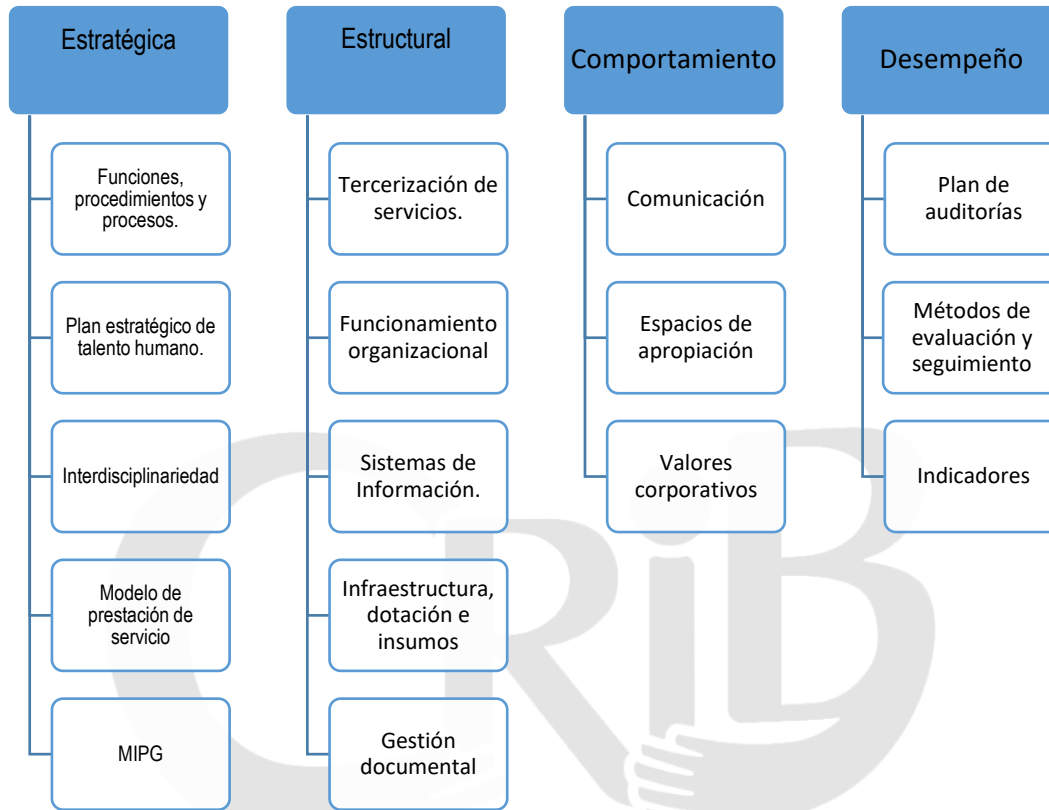 Estratégica
Funciones,
procedimientos y
procesos.
Plan estratégico de
talento humano.
Interdisciplinariedad
Modelo de
prestación de
servicio
MIPG
Estructural
Tercerización de
servicios.
Funcionamiento
organizacional
Sistemas de
Información.
Infraestructura,
dotación e
insumos
Gestión
documental
Comportamiento
Comunicación
Espacios de
apropiación
Valores
corporativos
Desempeño
Plan de
auditorías
Métodos de
evaluación y
seguimiento
Indicadores
CRiB